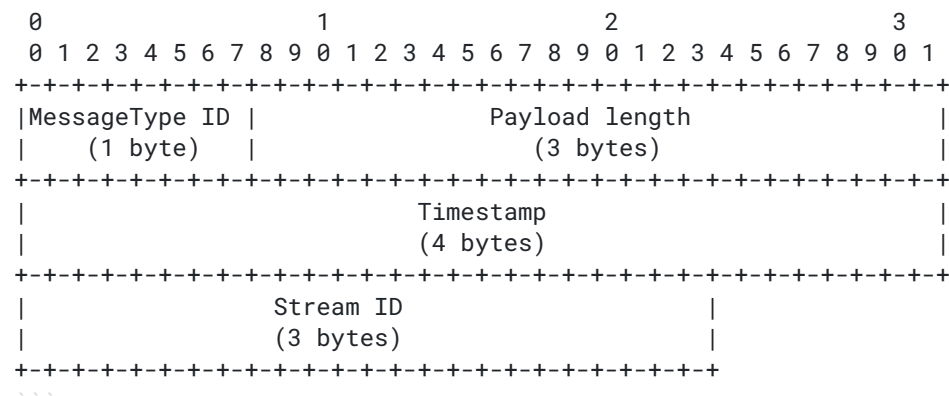 0                   1                   2                   3
 0 1 2 3 4 5 6 7 8 9 0 1 2 3 4 5 6 7 8 9 0 1 2 3 4 5 6 7 8 9 0 1
+-+-+-+-+-+-+-+-+-+-+-+-+-+-+-+-+-+-+-+-+-+-+-+-+-+-+-+-+-+-+-+-+
|MessageType ID |                Payload length                 |
|    (1 byte)   |                   (3 bytes)                   |
+-+-+-+-+-+-+-+-+-+-+-+-+-+-+-+-+-+-+-+-+-+-+-+-+-+-+-+-+-+-+-+-+
|                           Timestamp                           |
|                           (4 bytes)                           |
+-+-+-+-+-+-+-+-+-+-+-+-+-+-+-+-+-+-+-+-+-+-+-+-+-+-+-+-+-+-+-+-+
|                 Stream ID                     |
|                 (3 bytes)                     |
+-+-+-+-+-+-+-+-+-+-+-+-+-+-+-+-+-+-+-+-+-+-+-+-+
```